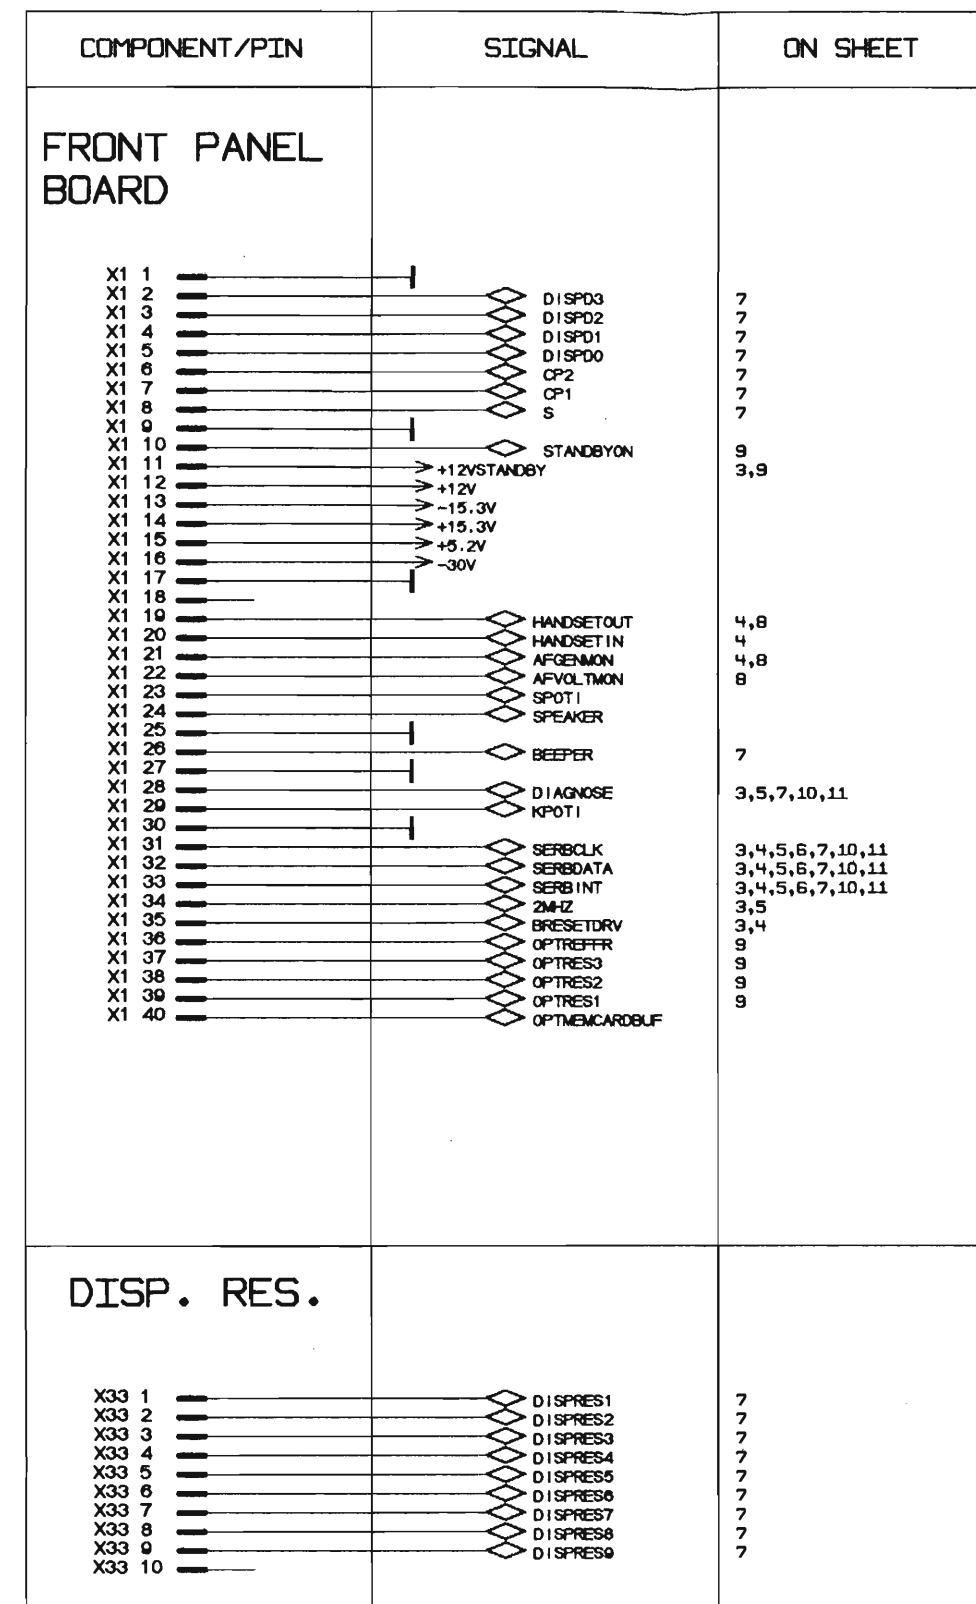 COMPONENT/PIN SIGNAL ON SHEET
FRONT PANEL
BOARD
X1 1
X1 2 DISPD3 7
X1 3 DISPD2 7
X1 4 DISPD1 7
X1 5 DISPD0 7
X1 6 CP2 7
X1 7 CP1 7
X1 8 S 7
X1 9
X1 10 STANDBYON 9
X1 11 +12VSTANDBY 3,9
X1 12 +12V
X1 13 -15.3V
X1 14 +15.3V
X1 15 +5.2V
X1 16 -30V
X1 17
X1 18
X1 19 HANDSETOUT 4,8
X1 20 HANDSETIN 4
X1 21 AFGENMON 4,8
X1 22 AFVOLTMON 8
X1 23 SPOTI
X1 24 SPEAKER
X1 25
X1 26 BEEPER 7
X1 27
X1 28 DIAGNOSE 3,5,7,10,11
X1 29 KPOTI
X1 30
X1 31 SERBCLK 3,4,5,6,7,10,11
X1 32 SERBDATA 3,4,5,6,7,10,11
X1 33 SERBINT 3,4,5,6,7,10,11
X1 34 2MHZ 3,5
X1 35 BRESETDRV 3,4
X1 36 OPTREFFR 9
X1 37 OPTRES3 9
X1 38 OPTRES2 9
X1 39 OPTRES1 9
X1 40 OPTMEMCARDBUF
DISP. RES.
X33 1 DISPRES1 7
X33 2 DISPRES2 7
X33 3 DISPRES3 7
X33 4 DISPRES4 7
X33 5 DISPRES5 7
X33 6 DISPRES6 7
X33 7 DISPRES7 7
X33 8 DISPRES8 7
X33 9 DISPRES9 7
X33 10